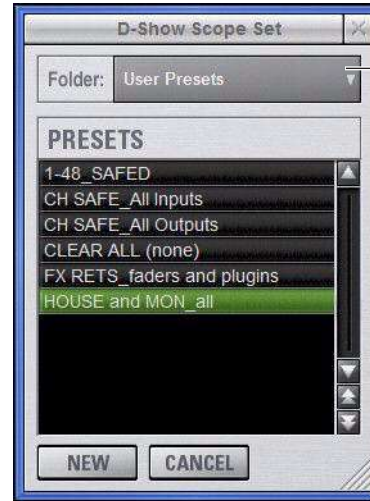 D-Show Scope Set
Folder: User Presets
PRESETS
1-48_SAFED
CH SAFE_All Inputs
CH SAFE_All Outputs
CLEAR ALL (none)
FX RETS_faders and plugins
HOUSE and MON_all
NEW CANCEL